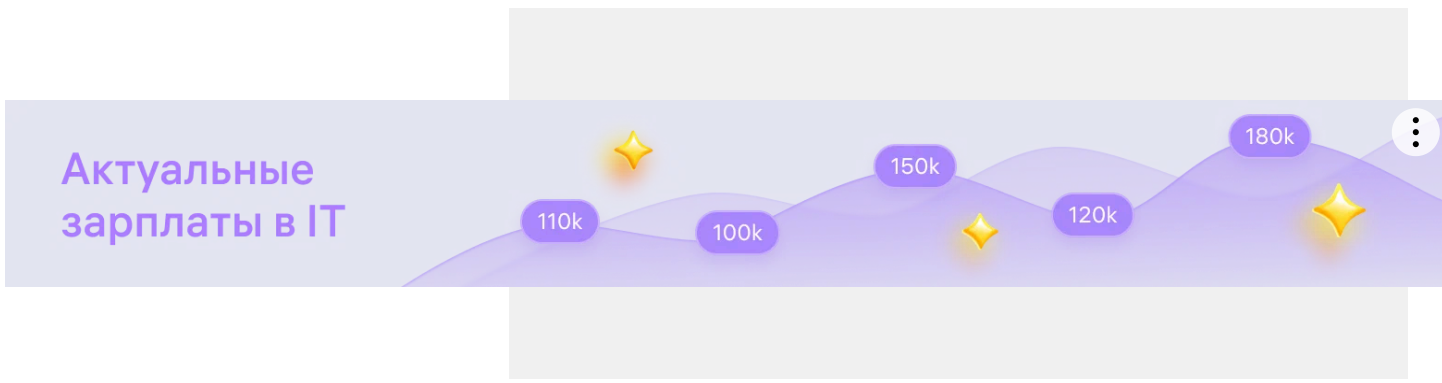 Актуальные
зарплаты в IT
110k
100k
150k
120k
180k